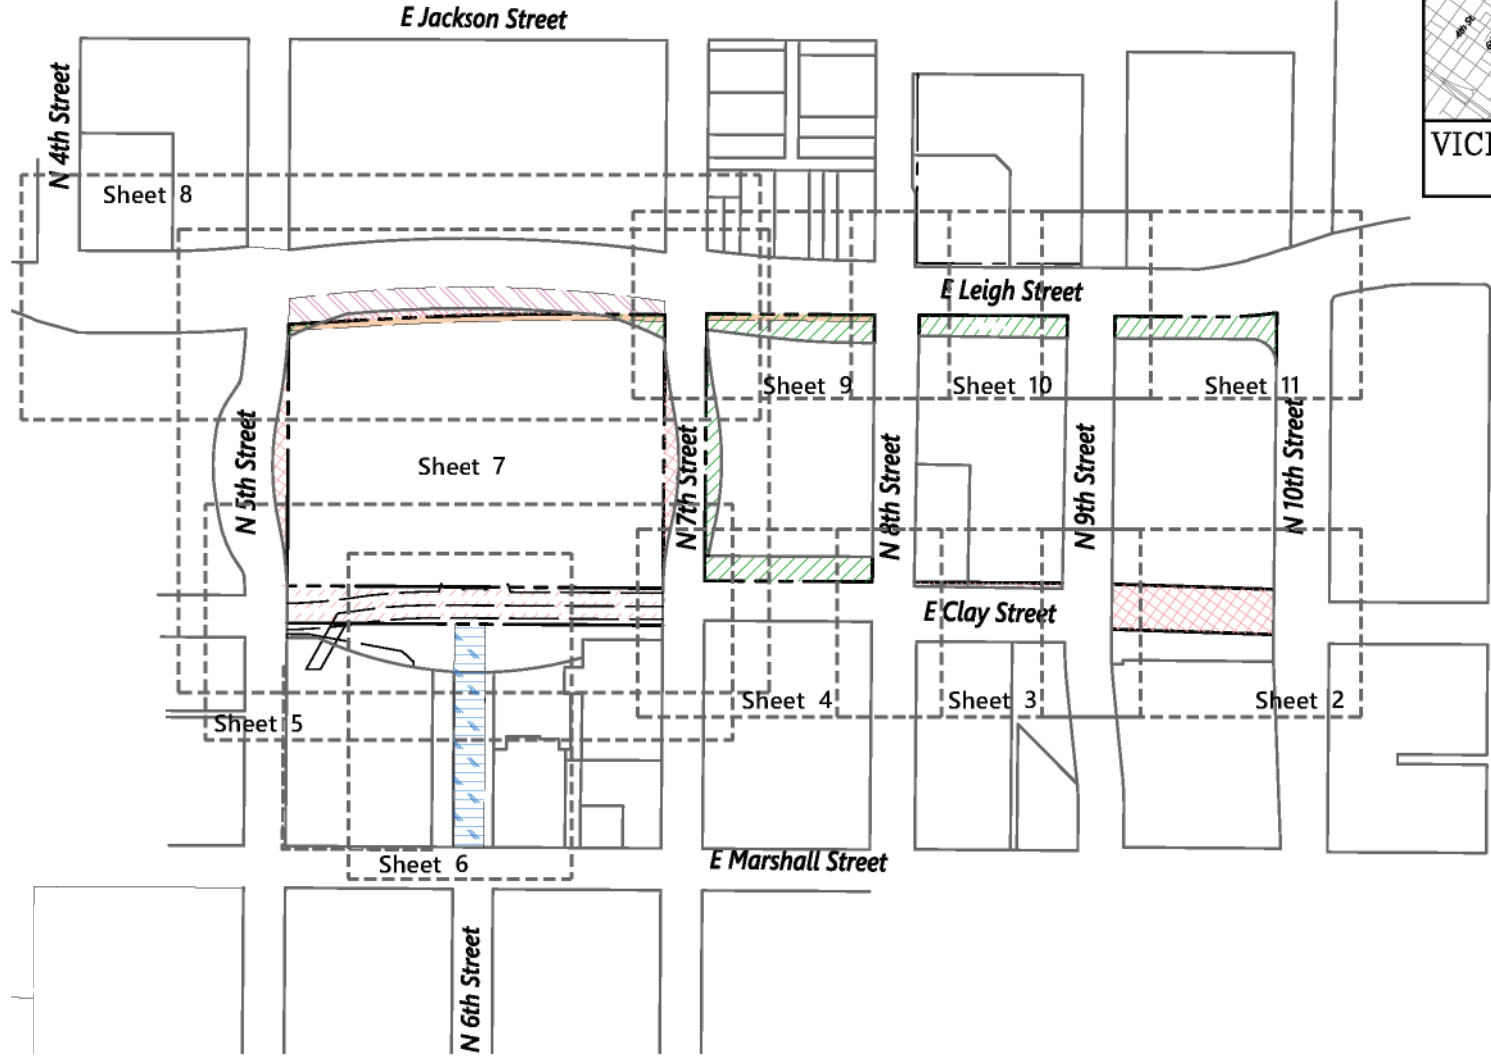 E Jackson Street
N 4th Street
4th St
VICI
Sheet 8
E Leigh Street
Sheet 9
Sheet 10
Sheet 11
N 5th Street
Sheet 7
N 7th Street
N 8th Street
N 9th Street
N 10th Street
E Clay Street
Sheet 5
Sheet 4
Sheet 3
Sheet 2
Sheet 6
E Marshall Street
N 6th Street